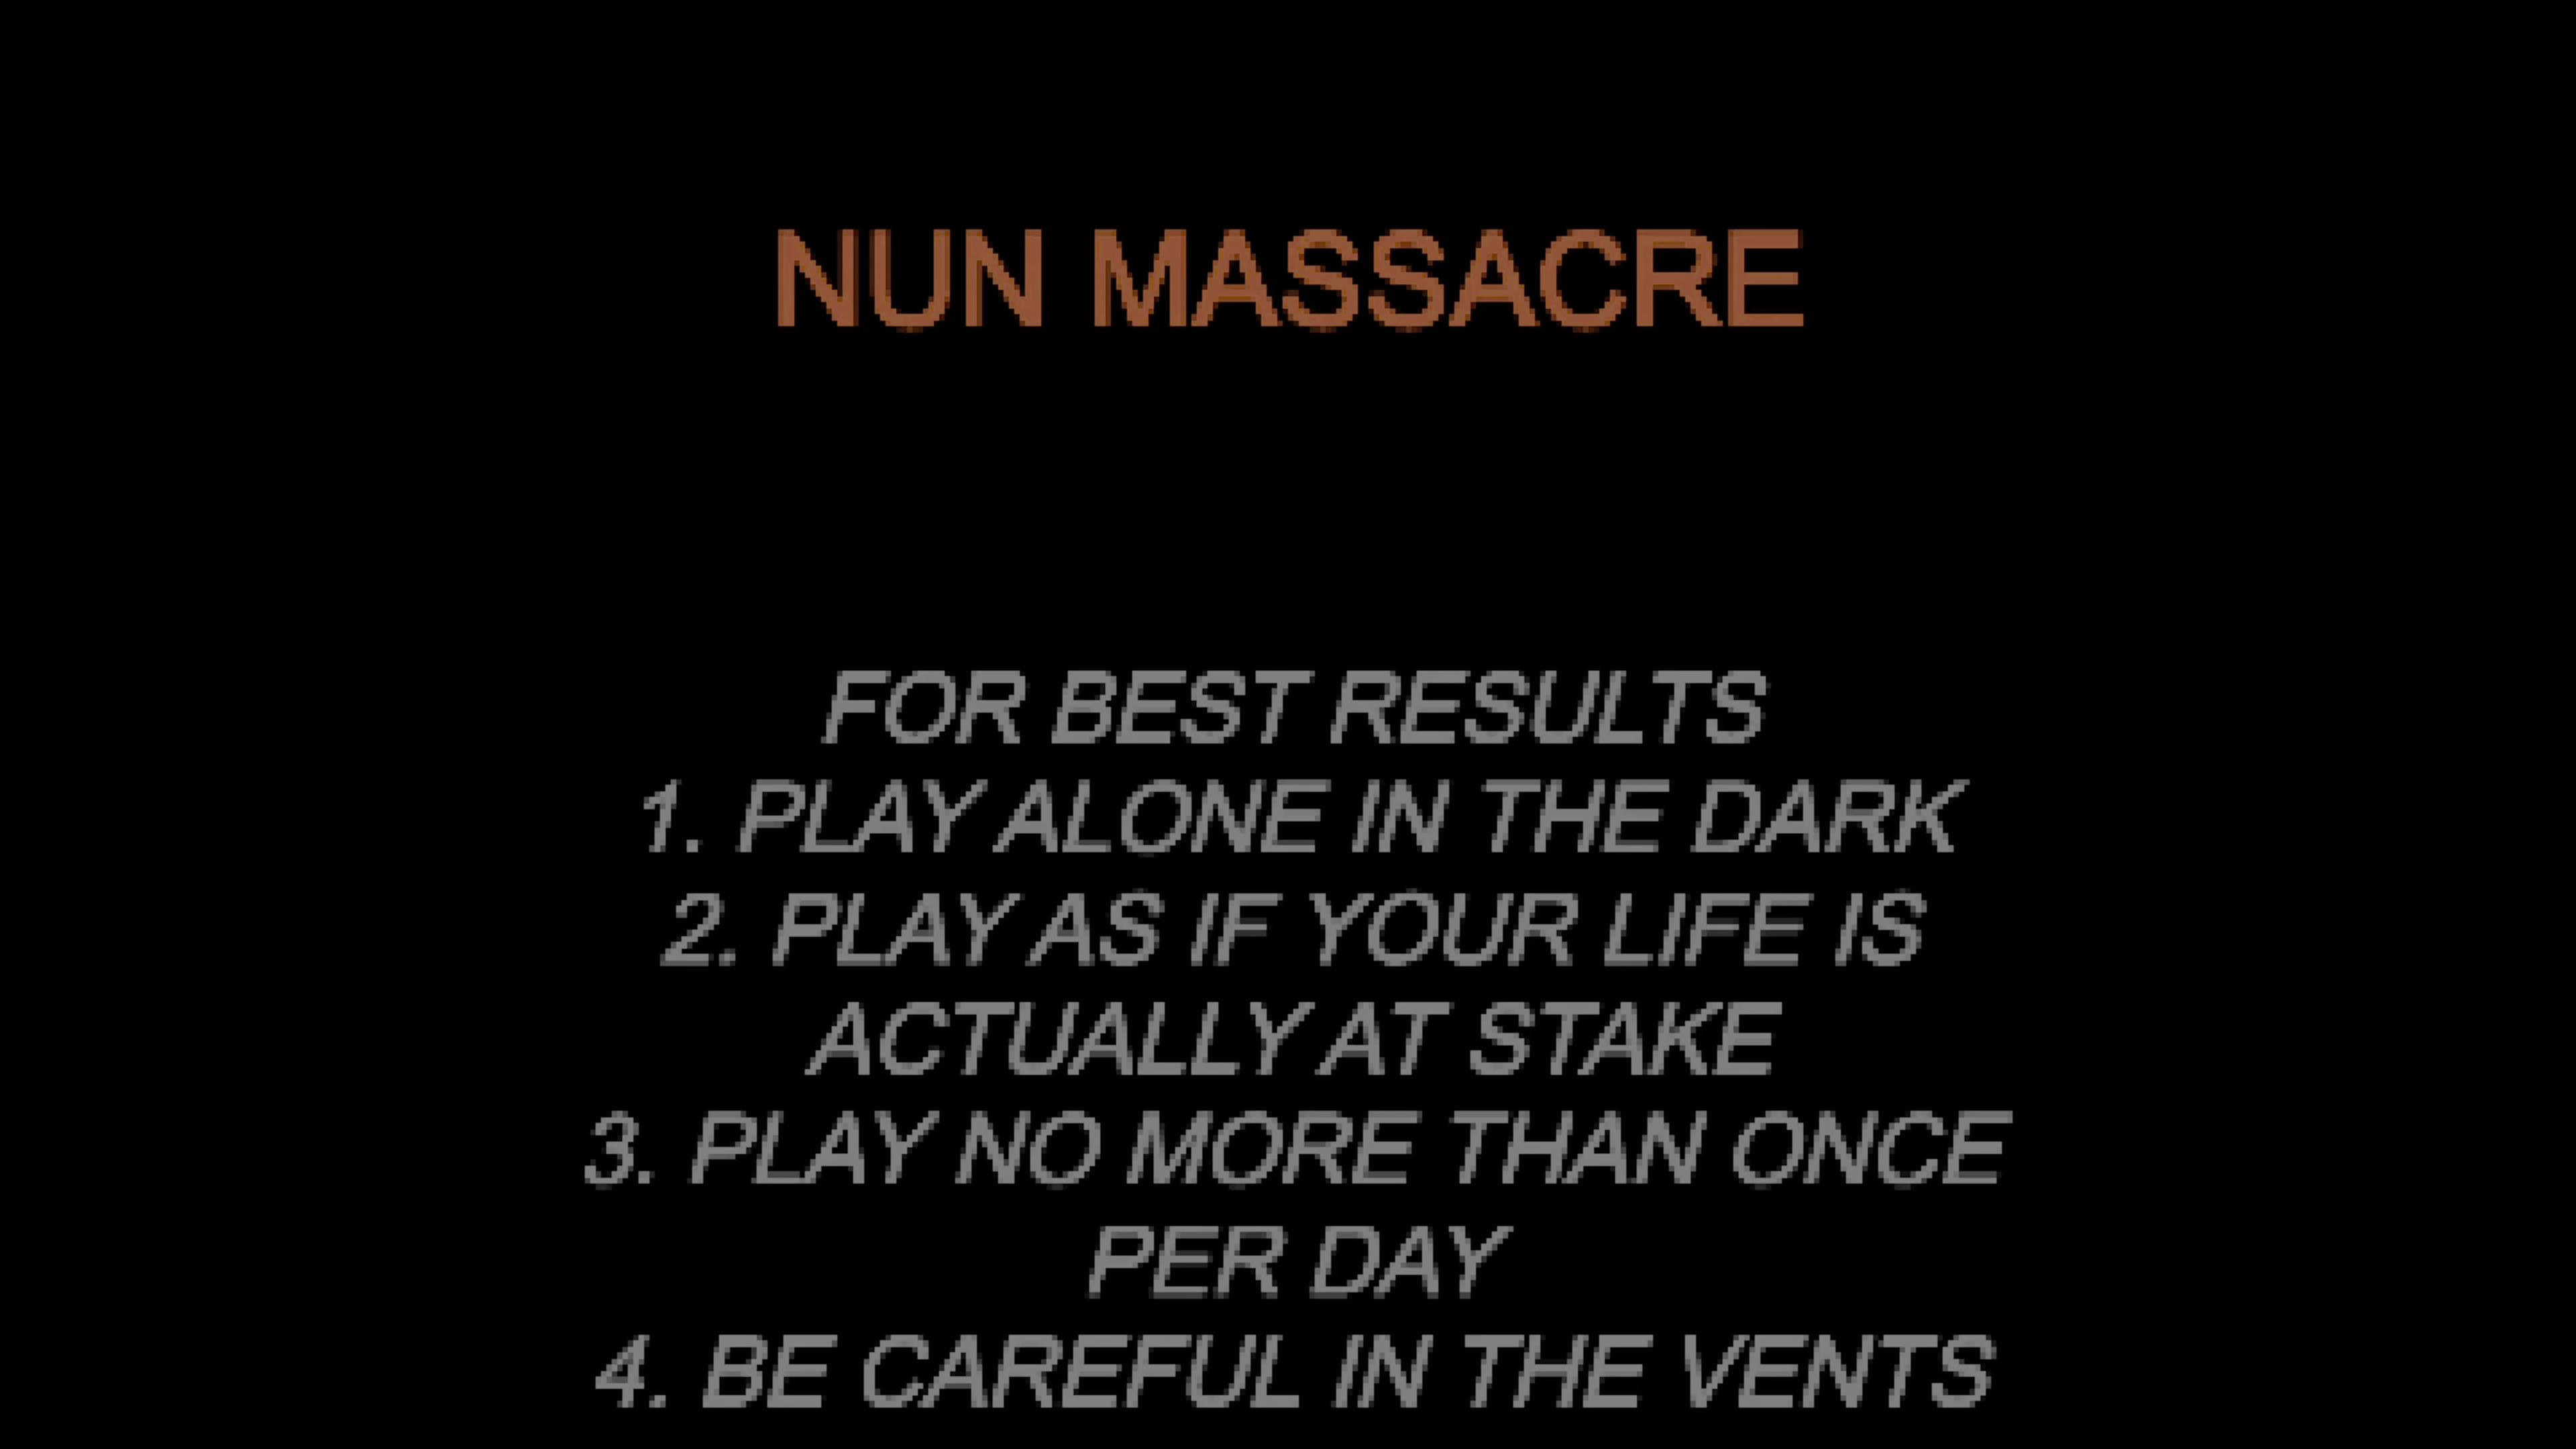 NUN MASSACRE
FOR BEST RESULTS
1. PLAY ALONE IN THE DARK
2. PLAY AS IF YOUR LIFE IS
ACTUALLY AT STAKE
3. PLAY NO MORE THAN ONCE
PER DAY
4. BE CAREFUL IN THE VENTS